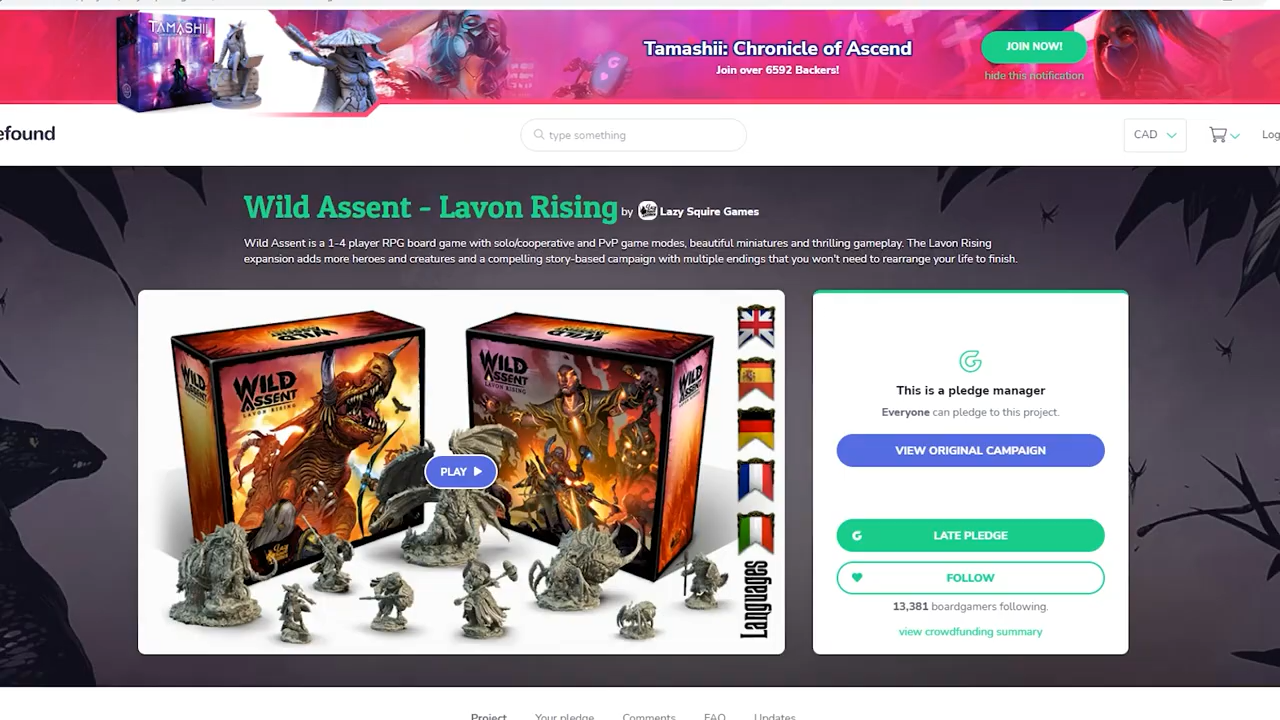 TAMASHII
Tamashii: Chronicle of Ascend
Join over 6592 Backers!
JOIN NOW!
hide this notification
efound
type something
CAD
Log
Wild Assent - Lavon Rising by Lazy Squire Games
Wild Assent is a 1-4 player RPG board game with solo/cooperative and PvP game modes, beautiful miniatures and thrilling gameplay. The Lavon Rising
expansion adds more heroes and creatures and a compelling story-based campaign with multiple endings that you won't need to rearrange your life to finish.
WILD
ASSENT
WILD
ASSENT
LAVON RISING
WILD
ASSENT
LAVON RISING
WILD
ASSENT
PLAY
Languages
This is a pledge manager
Everyone can pledge to this project.
VIEW ORIGINAL CAMPAIGN
LATE PLEDGE
FOLLOW
13,381 boardgamers following.
view crowdfunding summary
Project Your pledge Comments FAQ Updates